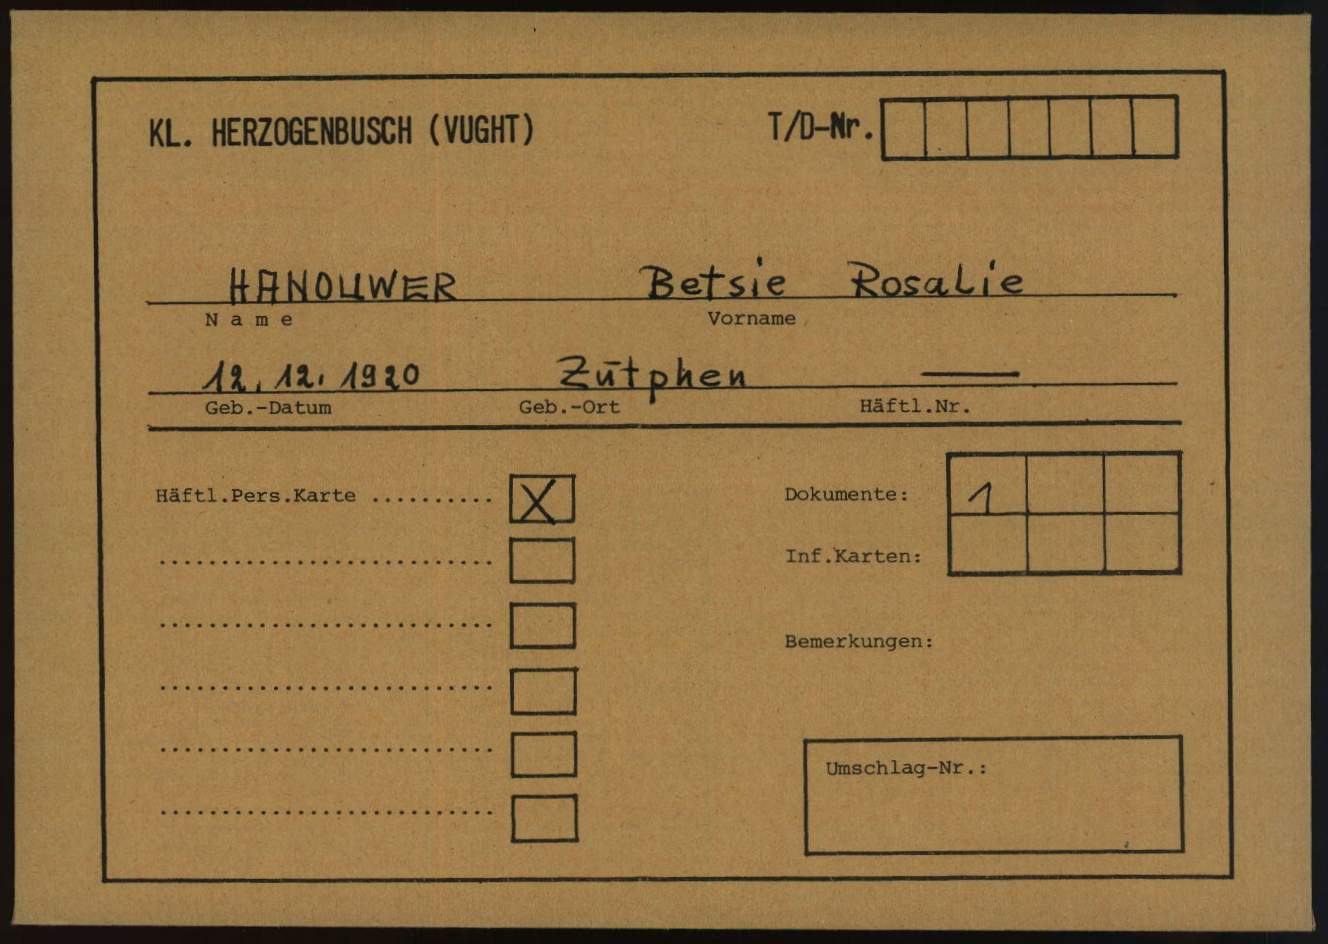 KL. HERZOGENBUSCH (VUGHT) T/D-Nr.
HANOUWER Betsie Rosalie
Name Vorname
12.12.1920 Zutphen —
Geb.-Datum Geb.-Ort Häftl.Nr.
Häftl.Pers.Karte .......... X Dokumente: 1
Inf.Karten:
Bemerkungen:
Umschlag-Nr.: